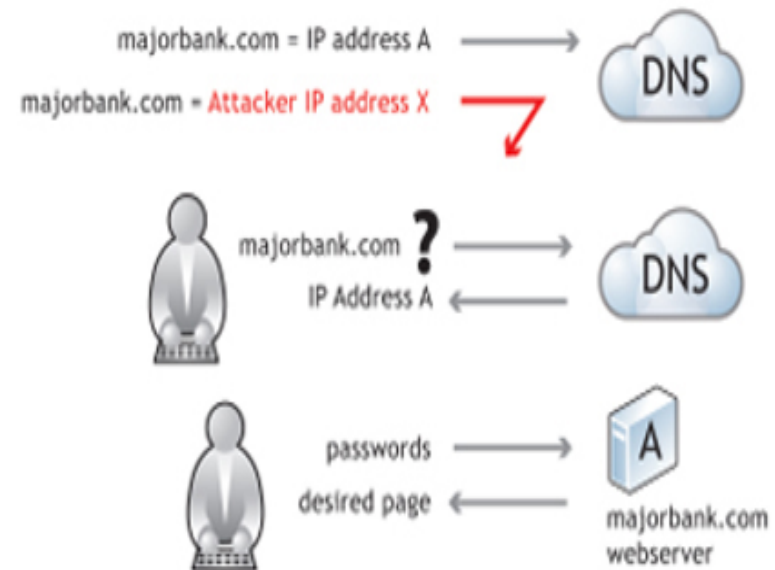 majorbank.com = IP address A
DNS
majorbank.com = Attacker IP address X
majorbank.com ?
DNS
IP Address A
passwords
A
desired page
majorbank.com
webserver